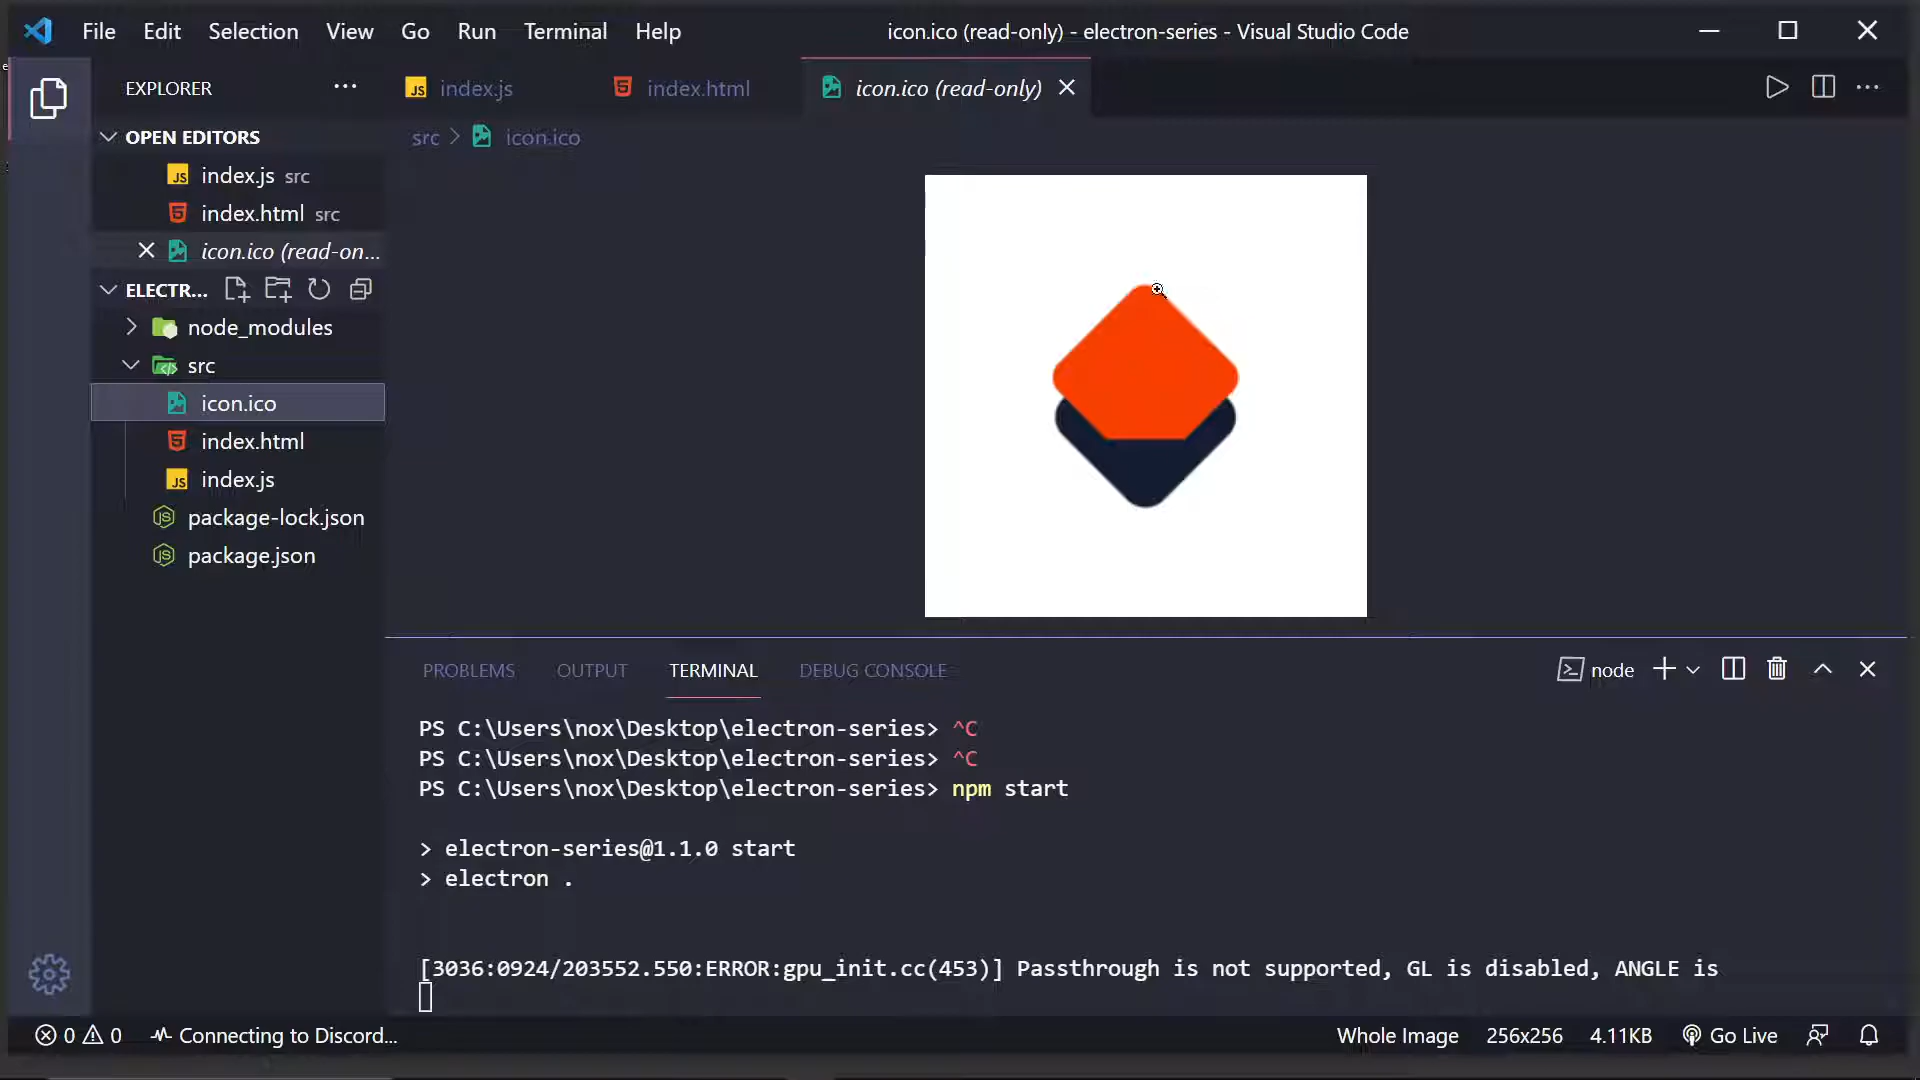 File Edit Selection View Go Run Terminal Help
icon.ico (read-only) - electron-series - Visual Studio Code
EXPLORER
index.js
index.html
icon.ico (read-only)
OPEN EDITORS
index.js src
index.html src
icon.ico (read-on...
ELECTR...
node_modules
src
icon.ico
index.html
index.js
package-lock.json
package.json
src > icon.ico
PROBLEMS OUTPUT TERMINAL DEBUG CONSOLE
node
PS C:\Users\nox\Desktop\electron-series> ^C
PS C:\Users\nox\Desktop\electron-series> ^C
PS C:\Users\nox\Desktop\electron-series> npm start
> electron-series@1.1.0 start
> electron .
[3036:0924/203552.550:ERROR:gpu_init.cc(453)] Passthrough is not supported, GL is disabled, ANGLE is
0 0 Connecting to Discord...
Whole Image 256x256 4.11KB Go Live